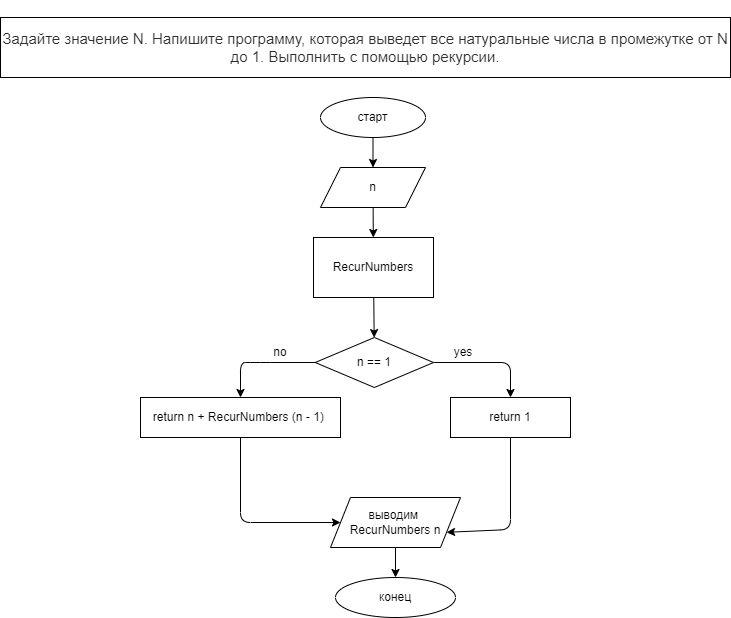 Задайте значение N. Напишите программу, которая выведет все натуральные числа в промежутке от N
до 1. Выполнить с помощью рекурсии.
старт
n
RecurNumbers
n == 1
no
yes
return n + RecurNumbers (n - 1)
return 1
выводим
RecurNumbers n
конец